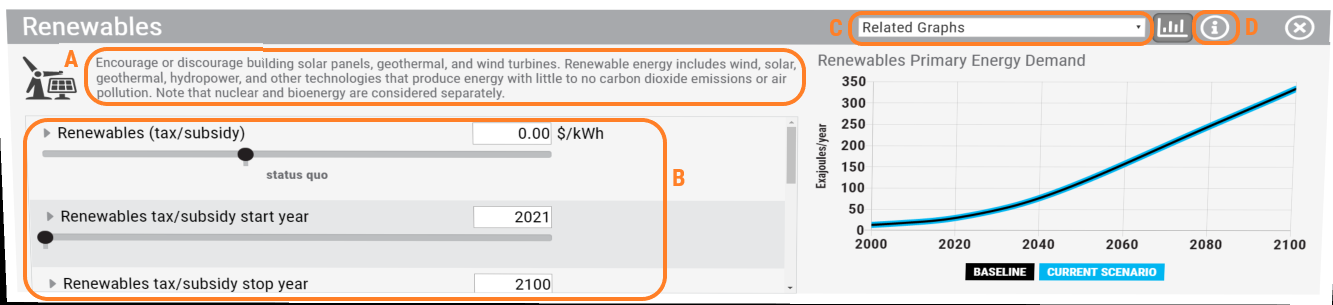 Renewables
C
Related Graphs
D
A
Encourage or discourage building solar panels, geothermal, and wind turbines. Renewable energy includes wind, solar,
geothermal, hydropower, and other technologies that produce energy with little to no carbon dioxide emissions or air
pollution. Note that nuclear and bioenergy are considered separately.
Renewables (tax/subsidy)
0.00 $/kWh
status quo
B
Renewables tax/subsidy start year
2021
Renewables tax/subsidy stop year
2100
Renewables Primary Energy Demand
Exajoules/year
350
300
250
200
150
100
50
0
2000 2020 2040 2060 2080 2100
BASELINE CURRENT SCENARIO